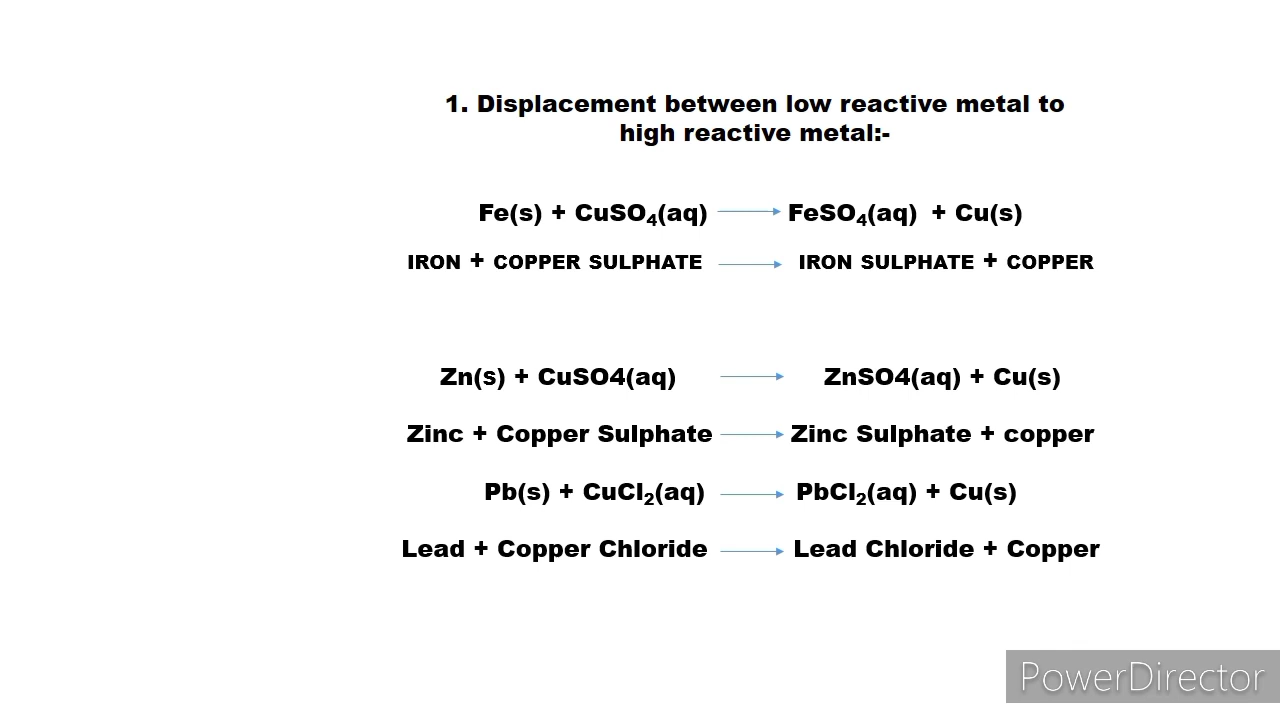 1. Displacement between low reactive metal to
high reactive metal:-
Fe(s) + CuSO₄(aq) ⟶ FeSO₄(aq) + Cu(s)
IRON + COPPER SULPHATE ⟶ IRON SULPHATE + COPPER
Zn(s) + CuSO4(aq) ⟶ ZnSO4(aq) + Cu(s)
Zinc + Copper Sulphate ⟶ Zinc Sulphate + copper
Pb(s) + CuCl₂(aq) ⟶ PbCl₂(aq) + Cu(s)
Lead + Copper Chloride ⟶ Lead Chloride + Copper
PowerDirector